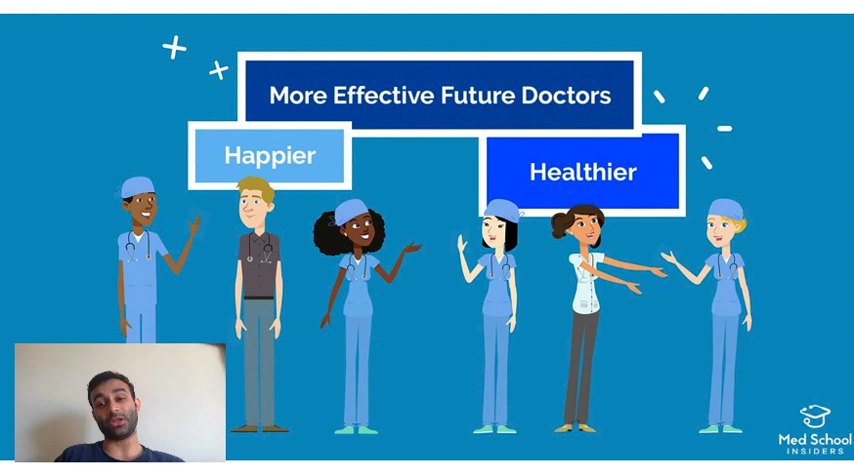 More Effective Future Doctors
Happier
Healthier
Med School
INSIDERS